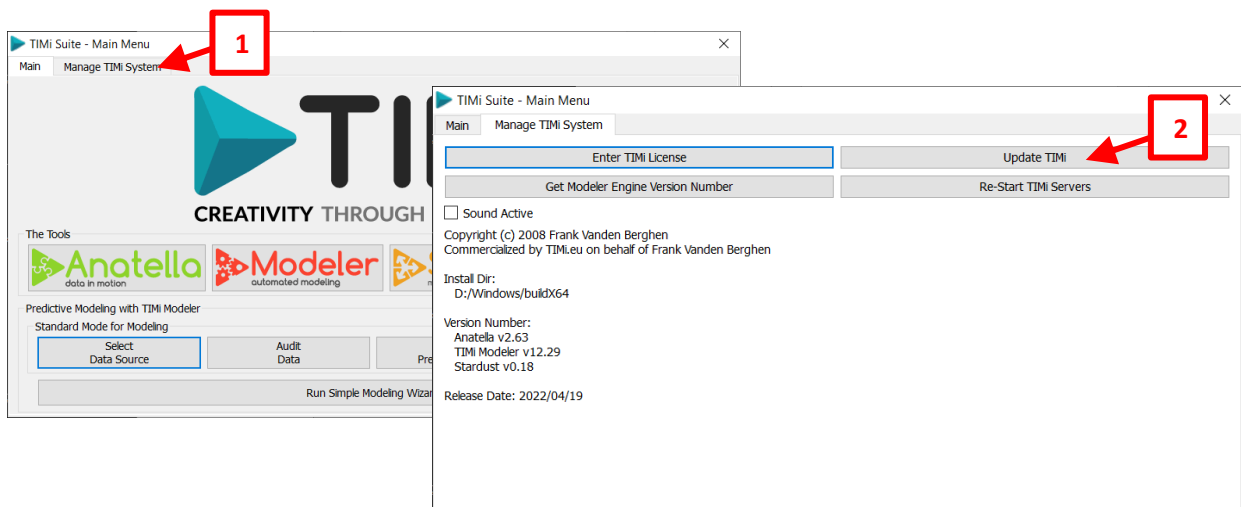 1
TIMi Suite - Main Menu
Main Manage TIMi System
CREATIVITY THROUGH
The Tools
Anatella
data in motion
Modeler
automated modeling
Predictive Modeling with TIMi Modeler
Standard Mode for Modeling
Select
Data Source
Audit
Data
Run Simple Modeling
TIMi Suite - Main Menu
Main Manage TIMi System
2
Enter TIMi License
Update TIMi
Get Modeler Engine Version Number
Re-Start TIMi Servers
Sound Active
Copyright (c) 2008 Frank Vanden Berghen
Commercialized by TIMi.eu on behalf of Frank Vanden Berghen
Install Dir:
D:/Windows/buildX64
Version Number:
Anatella v2.63
TIMi Modeler v12.29
Stardust v0.18
Release Date: 2022/04/19